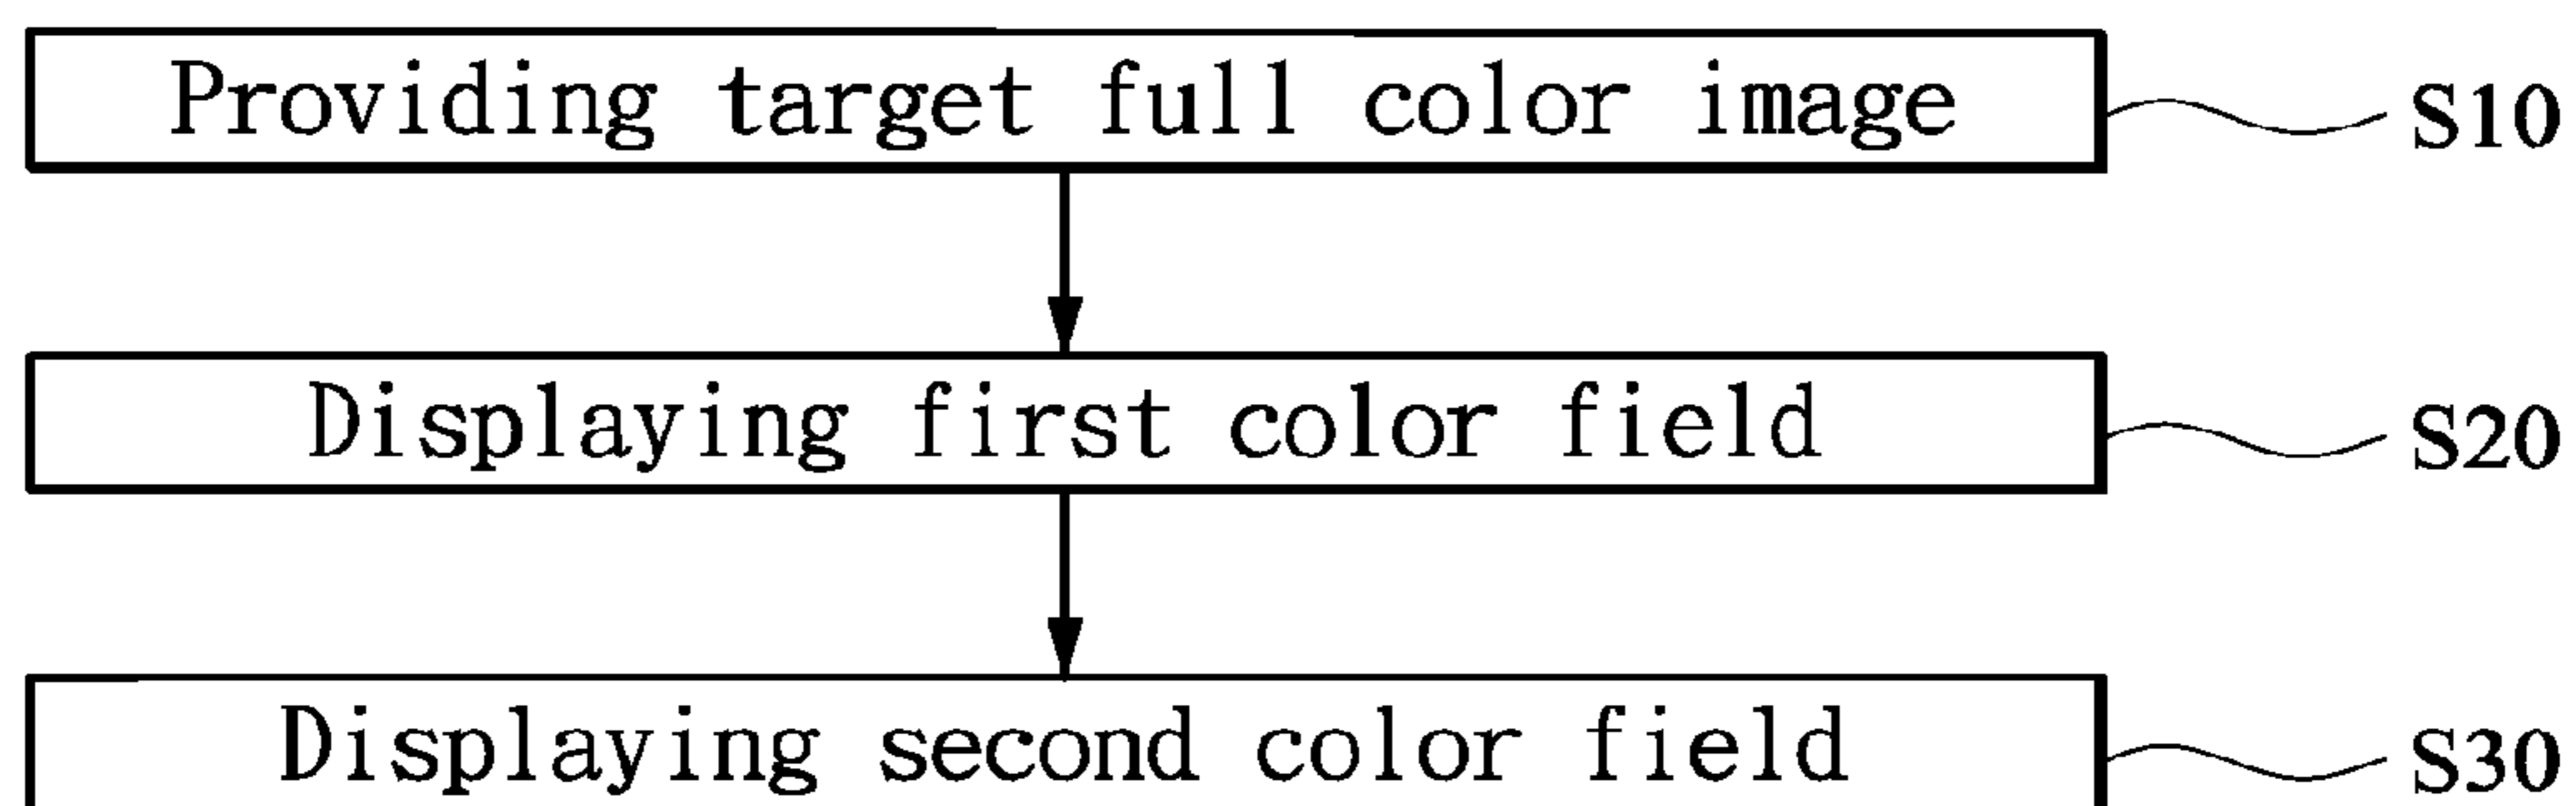 Providing target full color image S10
Displaying first color field S20
Displaying second color field S30